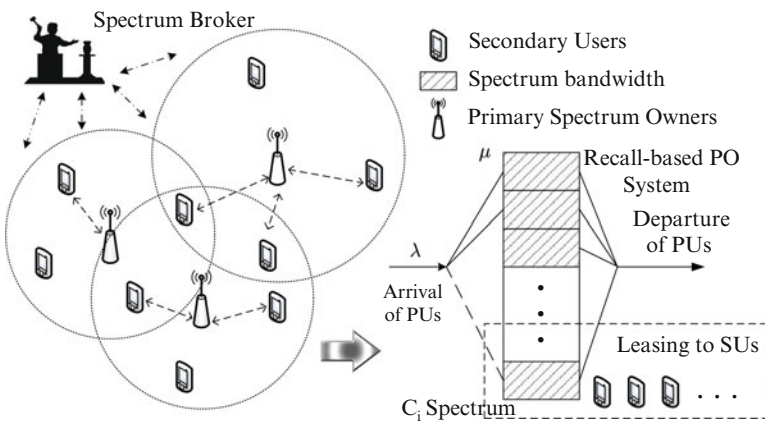 Spectrum Broker
Secondary Users
Spectrum bandwidth
Primary Spectrum Owners
μ
Recall-based PO
System
Departure
of PUs
λ
Arrival
of PUs
Leasing to SUs
C_i Spectrum
. . .